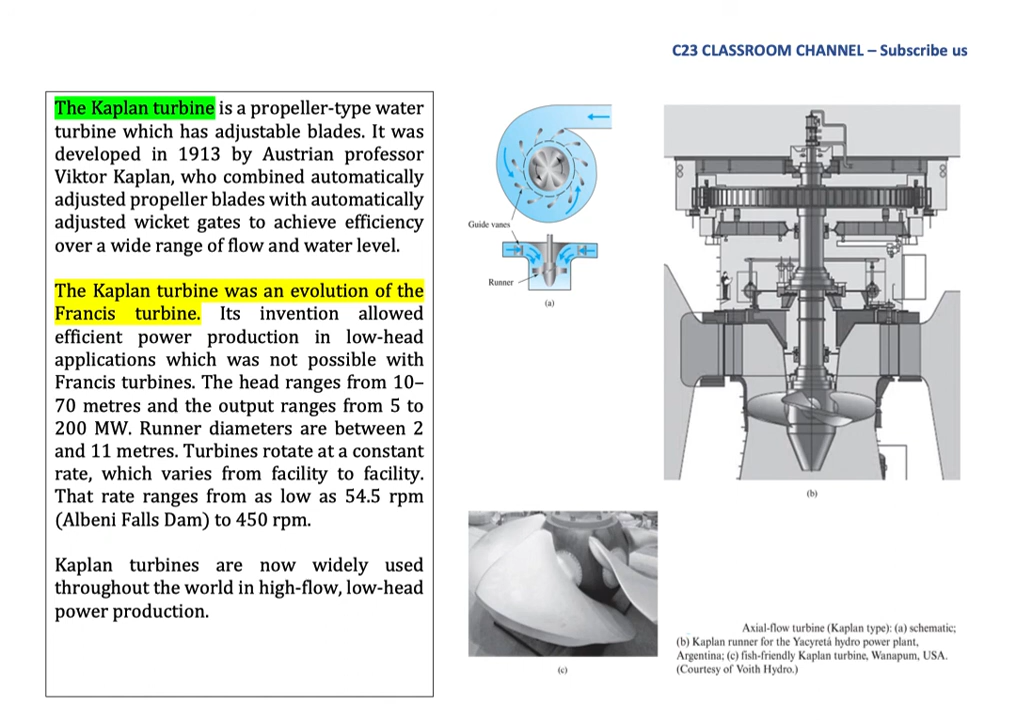 C23 CLASSROOM CHANNEL – Subscribe us
The Kaplan turbine is a propeller-type water
turbine which has adjustable blades. It was
developed in 1913 by Austrian professor
Viktor Kaplan, who combined automatically
adjusted propeller blades with automatically
adjusted wicket gates to achieve efficiency
over a wide range of flow and water level.
The Kaplan turbine was an evolution of the
Francis turbine. Its invention allowed
efficient power production in low-head
applications which was not possible with
Francis turbines. The head ranges from 10–
70 metres and the output ranges from 5 to
200 MW. Runner diameters are between 2
and 11 metres. Turbines rotate at a constant
rate, which varies from facility to facility.
That rate ranges from as low as 54.5 rpm
(Albeni Falls Dam) to 450 rpm.
Kaplan turbines are now widely used
throughout the world in high-flow, low-head
power production.
Guide vanes
Runner
(a)
(b)
(c)
Axial-flow turbine (Kaplan type): (a) schematic;
(b) Kaplan runner for the Yacyretá hydro power plant,
Argentina; (c) fish-friendly Kaplan turbine, Wanapum, USA.
(Courtesy of Voith Hydro.)